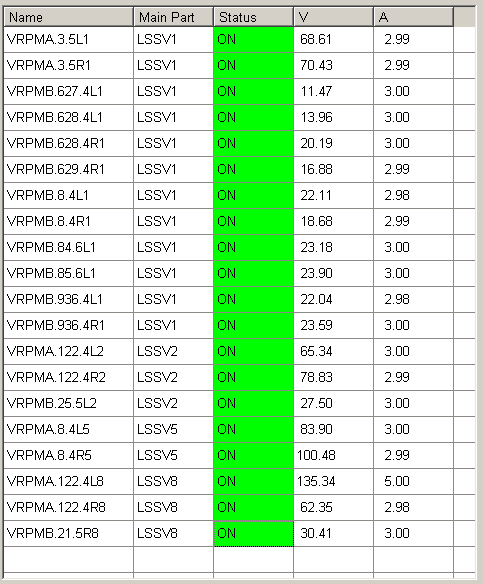 Name Main Part Status V A
VRPMA.3.5L1 LSSV1 ON 68.61 2.99
VRPMA.3.5R1 LSSV1 ON 70.43 2.99
VRPMB.627.4L1 LSSV1 ON 11.47 3.00
VRPMB.628.4L1 LSSV1 ON 13.96 3.00
VRPMB.628.4R1 LSSV1 ON 20.19 3.00
VRPMB.629.4R1 LSSV1 ON 16.88 2.99
VRPMB.8.4L1 LSSV1 ON 22.11 2.98
VRPMB.8.4R1 LSSV1 ON 18.68 2.99
VRPMB.84.6L1 LSSV1 ON 23.18 3.00
VRPMB.85.6L1 LSSV1 ON 23.90 3.00
VRPMB.936.4L1 LSSV1 ON 22.04 2.98
VRPMB.936.4R1 LSSV1 ON 23.59 3.00
VRPMA.122.4L2 LSSV2 ON 65.34 3.00
VRPMA.122.4R2 LSSV2 ON 78.83 2.99
VRPMB.25.5L2 LSSV2 ON 27.50 3.00
VRPMA.8.4L5 LSSV5 ON 83.90 3.00
VRPMA.8.4R5 LSSV5 ON 100.48 2.99
VRPMA.122.4L8 LSSV8 ON 135.34 5.00
VRPMA.122.4R8 LSSV8 ON 62.35 2.98
VRPMB.21.5R8 LSSV8 ON 30.41 3.00